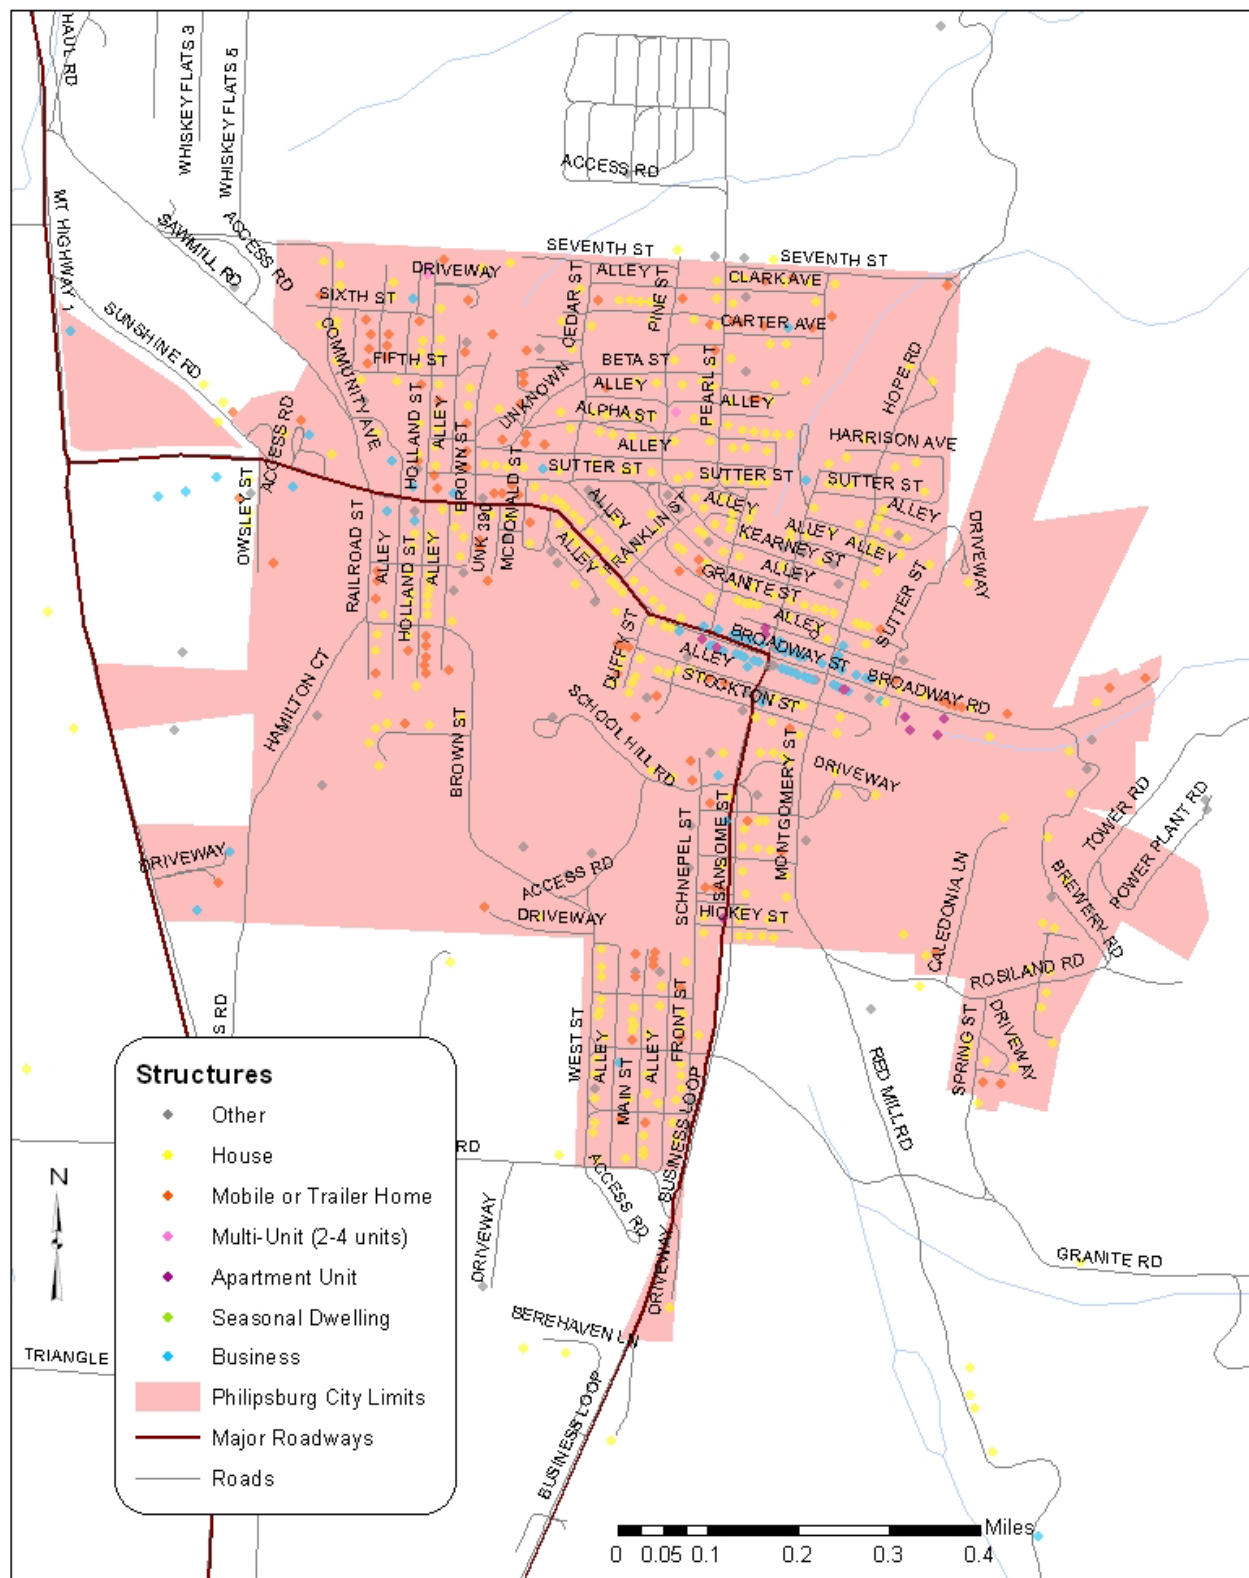 HAUL RD
WHISKEY FLATS 3
WHISKEY FLATS 5
ACCESS RD
MT HIGHWAY 1
SAWMILL RD
ACCESS RD
SEVENTH ST
SEVENTH ST
DRIVEWAY
ALLEY
CLARK AVE
SIXTH ST
CEDAR ST
PINE ST
CARTER AVE
SUNSHINE RD
COMMUNITY AVE
FIFTH ST
BETA ST
PEARL ST
HOPE RD
UNKNOWN
ALLEY
ALLEY
HOLLAND ST
ALLEY
ALPHA ST
ACCESS RD
BROWN ST
ALLEY
HARRISON AVE
SUTTER ST
SUTTER ST
SUTTER ST
OWSLEY ST
MCDONALD ST
UNK 390
ALLEY
ALLEY
ALLEY
RANKLIN ST
ALLEY
ALLEY
KEARNEY ST
DRIVEWAY
RAILROAD ST
ALLEY
HOLLAND ST
ALLEY
ALLEY
ALLEY
GRANITE ST
SUTTER ST
ALLEY
DUFFY ST
BROADWAY ST
ALLEY
STOCKTON ST
BROADWAY RD
HAMILTON CT
SCHOOL HILL RD
BROWN ST
MONTGOMERY ST
DRIVEWAY
SANSOME ST
SCHNEPEL ST
TOWER RD
POWER PLANT RD
DRIVEWAY
ACCESS RD
CALEDONIA LN
BREWERY RD
DRIVEWAY
HICKEY ST
ROSILAND RD
S RD
WEST ST
ALLEY
MAIN ST
ALLEY
FRONT ST
SPRING ST
DRIVEWAY
RED MILL RD
BUSINESS LOOP
RD
ACCESS RD
DRIVEWAY
DRIVEWAY
GRANITE RD
BEREHAVEN LN
BUSINESS LOOP
TRIANGLE
N
Structures
Other
House
Mobile or Trailer Home
Multi-Unit (2-4 units)
Apartment Unit
Seasonal Dwelling
Business
Philipsburg City Limits
Major Roadways
Roads
Miles
0 0.05 0.1 0.2 0.3 0.4